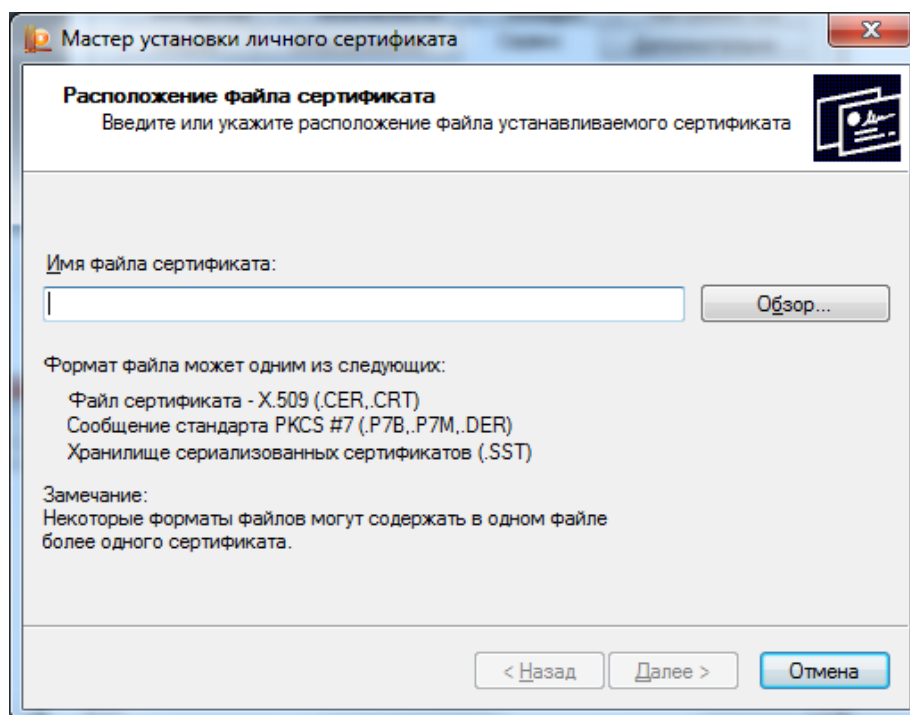 Мастер установки личного сертификата
Расположение файла сертификата
Введите или укажите расположение файла устанавливаемого сертификата
Имя файла сертификата:
Обзор...
Формат файла может одним из следующих:
Файл сертификата - X.509 (.CER,.CRT)
Сообщение стандарта PKCS #7 (.P7B,.P7M,.DER)
Хранилище сериализованных сертификатов (.SST)
Замечание:
Некоторые форматы файлов могут содержать в одном файле
более одного сертификата.
< Назад Далее > Отмена